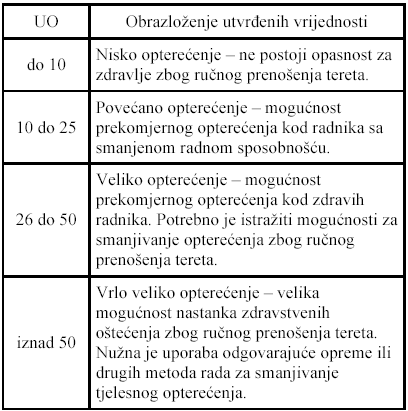 UO Obrazloženje utvrđenih vrijednosti
do 10
Nisko opterećenje – ne postoji opasnost za
zdravlje zbog ručnog prenošenja tereta.
10 do 25
Povećano opterećenje – mogućnost
prekomjernog opterećenja kod radnika sa
smanjenom radnom sposobnošću.
26 do 50
Veliko opterećenje – mogućnost
prekomjernog opterećenja kod zdravih
radnika. Potrebno je istražiti mogućnosti za
smanjivanje opterećenja zbog ručnog
prenošenja tereta.
iznad 50
Vrlo veliko opterećenje – velika
mogućnost nastanka zdravstvenih
oštećenja zbog ručnog prenošenja tereta.
Nužna je uporaba odgovarajuće opreme ili
drugih metoda rada za smanjivanje
tjelesnog opterećenja.